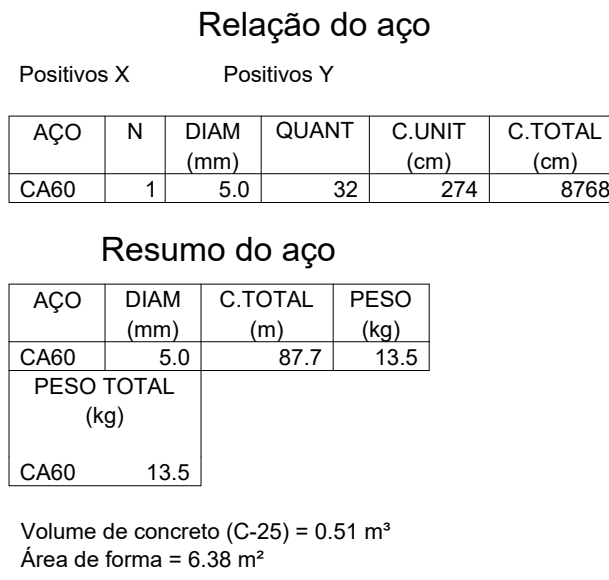 Relação do aço
Positivos X Positivos Y
AÇO N DIAM QUANT C.UNIT C.TOTAL
(mm) (cm) (cm)
CA60 1 5.0 32 274 8768
Resumo do aço
AÇO DIAM C.TOTAL PESO
(mm) (m) (kg)
CA60 5.0 87.7 13.5
PESO TOTAL
(kg)
CA60 13.5
Volume de concreto (C-25) = 0.51 m³
Área de forma = 6.38 m²